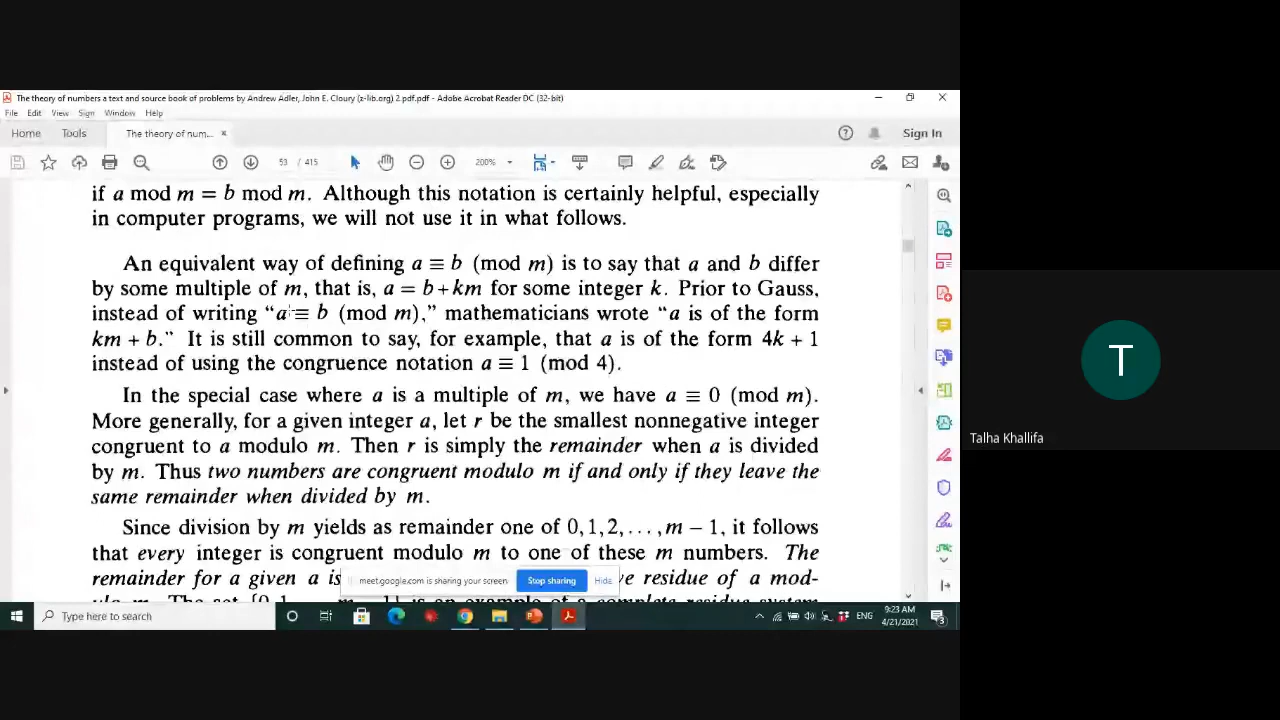 The theory of numbers a text and source book of problems by Andrew Adler, John E. Cloury (z-lib.org) 2.pdf.pdf - Adobe Acrobat Reader DC (32-bit)
File Edit View Sign Window Help
Home Tools The theory of num... × Sign In
53 / 415 200%
if a mod m = b mod m. Although this notation is certainly helpful, especially
in computer programs, we will not use it in what follows.
An equivalent way of defining a ≡ b (mod m) is to say that a and b differ
by some multiple of m, that is, a = b + km for some integer k. Prior to Gauss,
instead of writing “a ≡ b (mod m),” mathematicians wrote “a is of the form
km + b.” It is still common to say, for example, that a is of the form 4k + 1
instead of using the congruence notation a ≡ 1 (mod 4).
In the special case where a is a multiple of m, we have a ≡ 0 (mod m).
More generally, for a given integer a, let r be the smallest nonnegative integer
congruent to a modulo m. Then r is simply the remainder when a is divided
by m. Thus two numbers are congruent modulo m if and only if they leave the
same remainder when divided by m.
Since division by m yields as remainder one of 0, 1, 2, . . . , m − 1, it follows
that every integer is congruent modulo m to one of these m numbers. The
remainder for a given a is residue of a mod-
meet.google.com is sharing your screen Stop sharing Hide
is an example of a complete residue system
Type here to search
ENG
9:23 AM
4/21/2021
3
T
Talha Khallifa